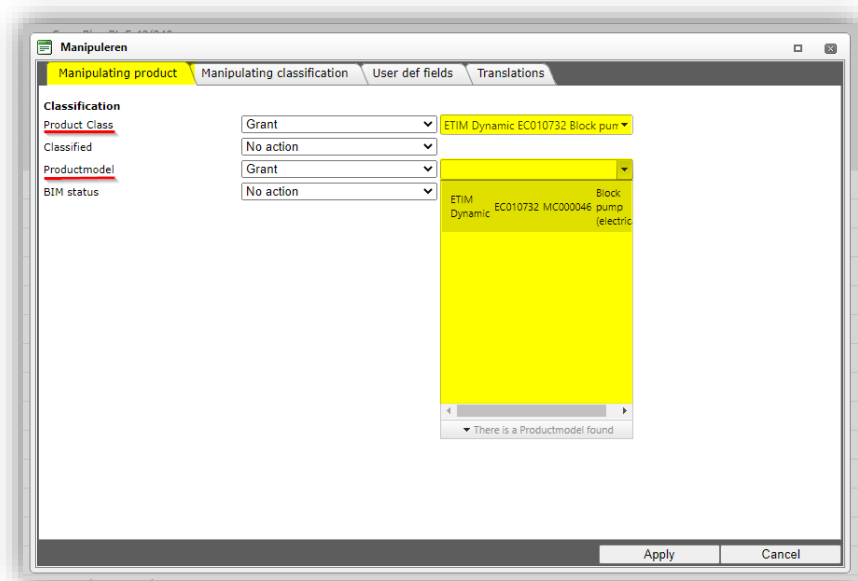 Manipuleren
Manipulating product Manipulating classification User def fields Translations
Classification
Product Class Grant ETIM Dynamic EC010732 Block pun
Classified No action
Productmodel Grant
BIM status No action
ETIM Dynamic EC010732 MC000046 Block pump (electric
There is a Productmodel found
Apply Cancel